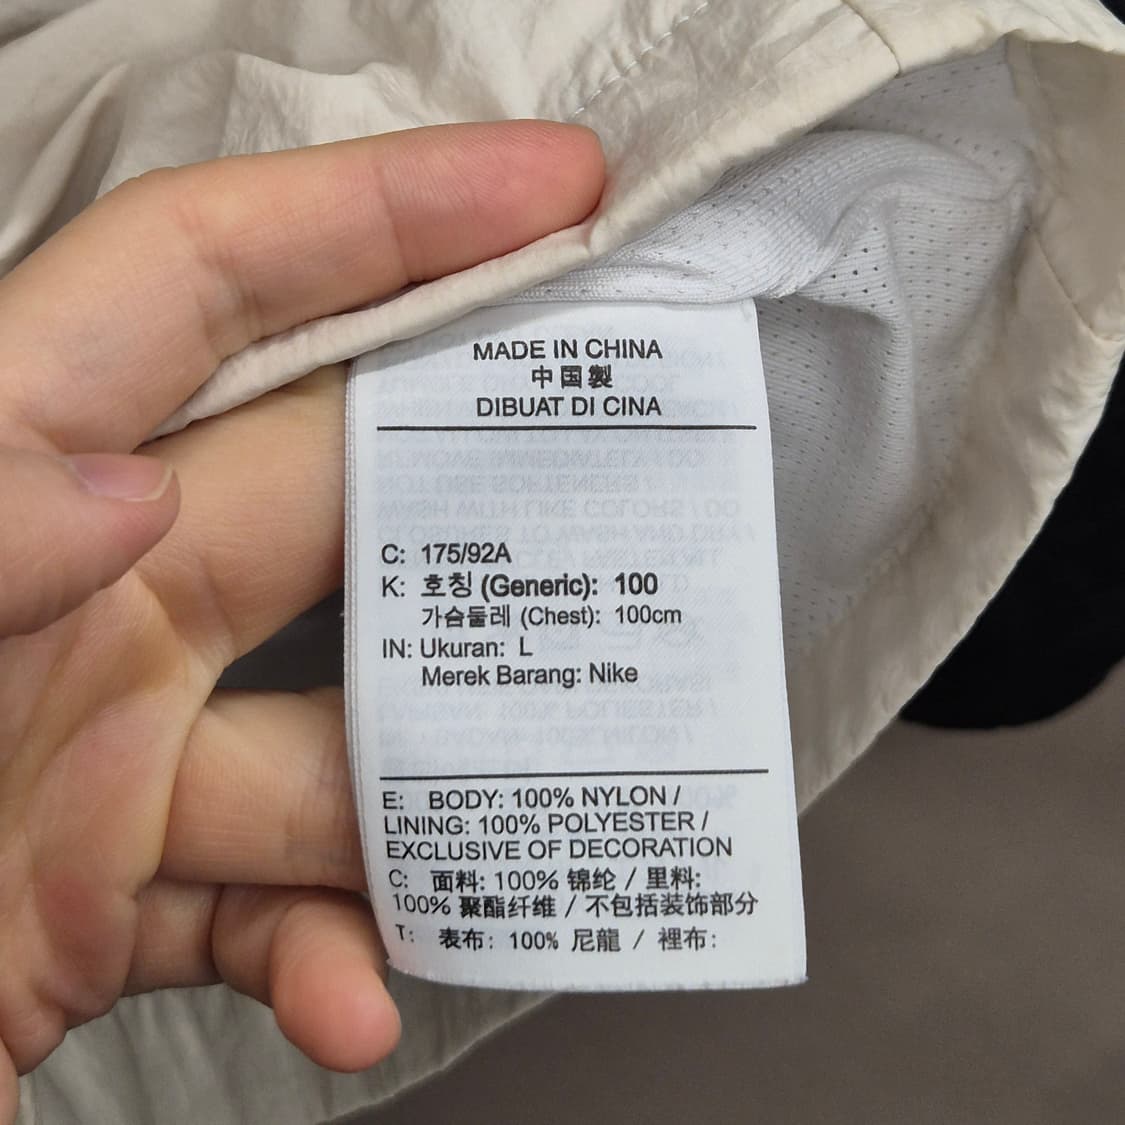 MADE IN CHINA
中国製
DIBUAT DI CINA
C: 175/92A
K: 호칭 (Generic): 100
가슴둘레 (Chest): 100cm
IN: Ukuran: L
Merek Barang: Nike
E: BODY: 100% NYLON /
LINING: 100% POLYESTER /
EXCLUSIVE OF DECORATION
C: 面料: 100% 锦纶 / 里料:
100% 聚酯纤维 / 不包括装饰部分
T: 表布: 100% 尼龍 / 裡布: